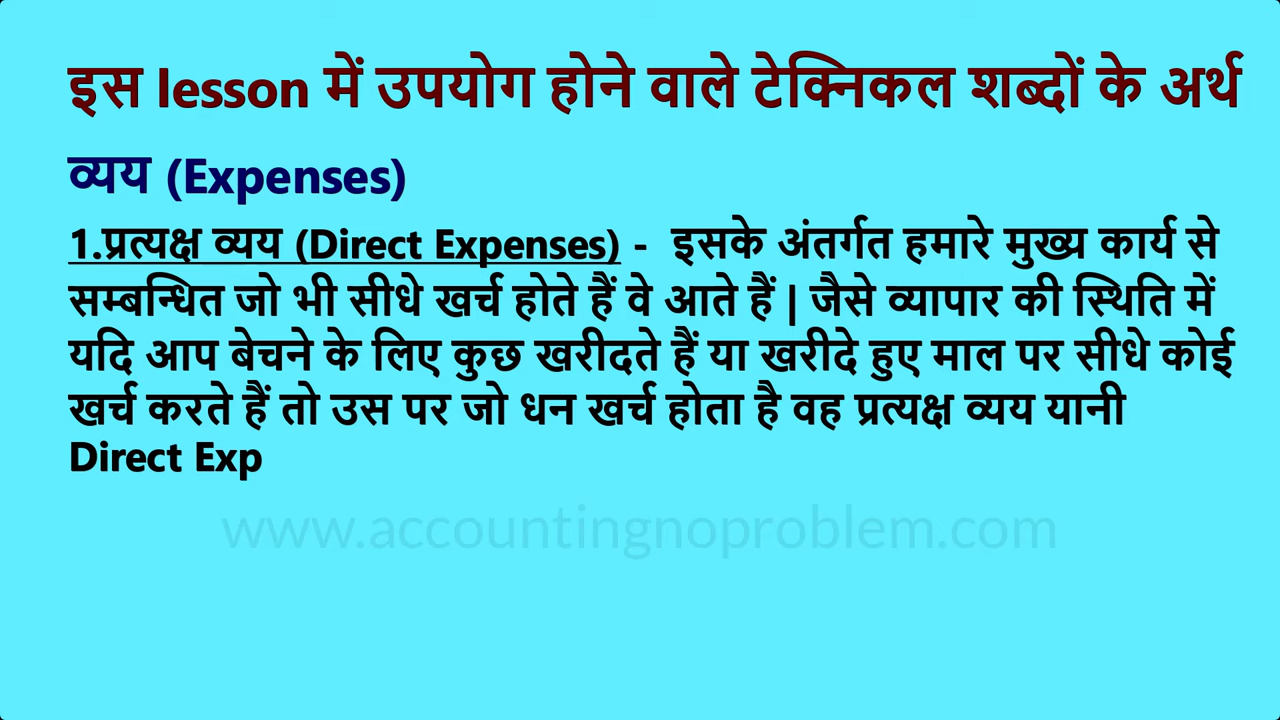 इस lesson में उपयोग होने वाले टेक्निकल शब्दों के अर्थ
व्यय (Expenses)
1.प्रत्यक्ष व्यय (Direct Expenses) - इसके अंतर्गत हमारे मुख्य कार्य से
सम्बन्धित जो भी सीधे खर्च होते हैं वे आते हैं | जैसे व्यापार की स्थिति में
यदि आप बेचने के लिए कुछ खरीदते हैं या खरीदे हुए माल पर सीधे कोई
खर्च करते हैं तो उस पर जो धन खर्च होता है वह प्रत्यक्ष व्यय यानी
Direct Exp
www.accountingnoproblem.com